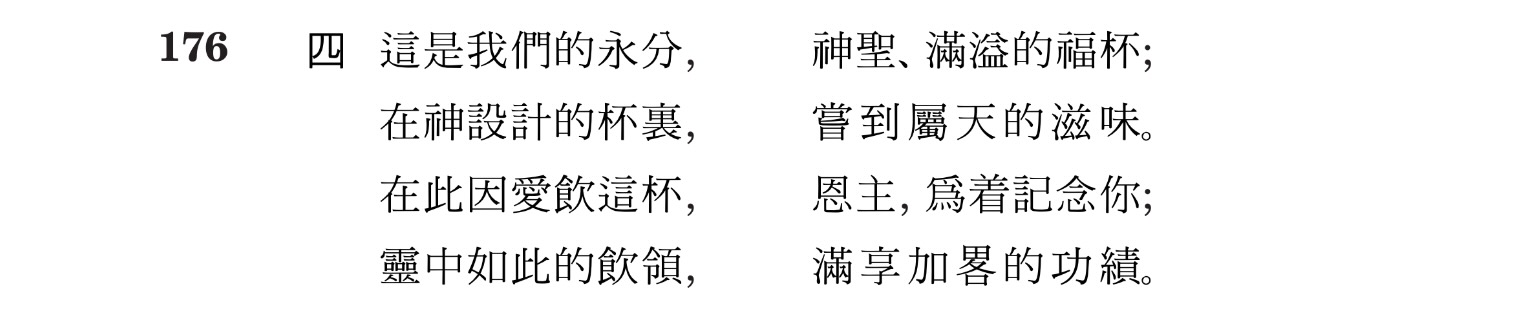 176 四 這是我們的永分, 神聖、滿溢的福杯;
在神設計的杯裏, 嘗到屬天的滋味。
在此因愛飲這杯, 恩主, 爲着記念你;
靈中如此的飲領, 滿享加畧的功績。